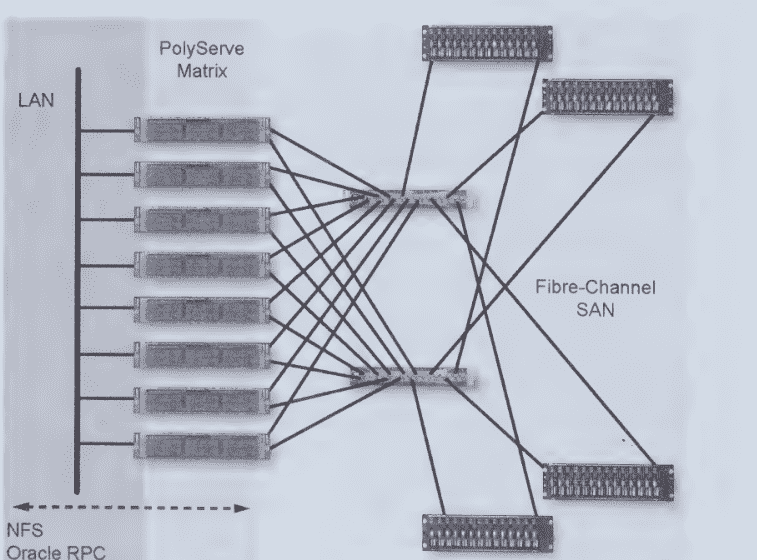 PolyServe
Matrix
LAN
Fibre-Channel
SAN
NFS
Oracle RPC